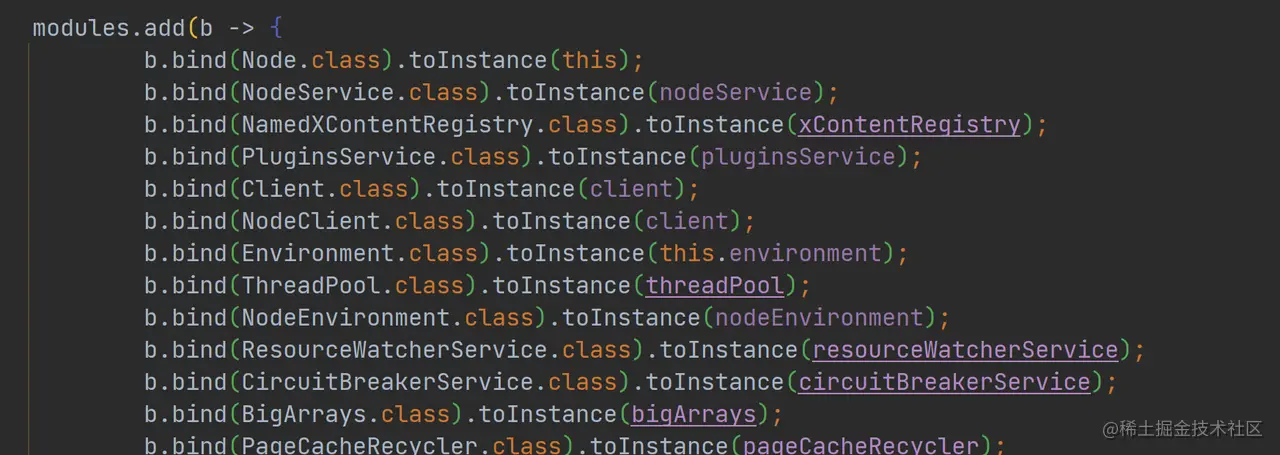 modules.add(b -> {
b.bind(Node.class).toInstance(this);
b.bind(NodeService.class).toInstance(nodeService);
b.bind(NamedXContentRegistry.class).toInstance(xContentRegistry);
b.bind(PluginsService.class).toInstance(pluginsService);
b.bind(Client.class).toInstance(client);
b.bind(NodeClient.class).toInstance(client);
b.bind(Environment.class).toInstance(this.environment);
b.bind(ThreadPool.class).toInstance(threadPool);
b.bind(NodeEnvironment.class).toInstance(nodeEnvironment);
b.bind(ResourceWatcherService.class).toInstance(resourceWatcherService);
b.bind(CircuitBreakerService.class).toInstance(circuitBreakerService);
b.bind(BigArrays.class).toInstance(bigArrays);
b.bind(PageCacheRecycler.class).toInstance(pageCacheRecycler);
@稀土掘金技术社区